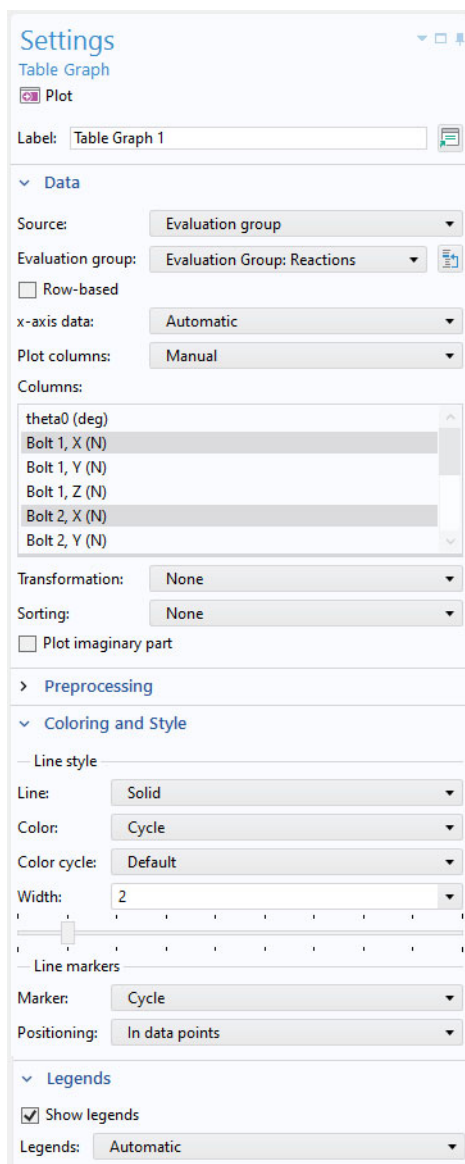 Settings
Table Graph
Plot
Label: Table Graph 1
Data
Source: Evaluation group
Evaluation group: Evaluation Group: Reactions
Row-based
x-axis data: Automatic
Plot columns: Manual
Columns:
theta0 (deg)
Bolt 1, X (N)
Bolt 1, Y (N)
Bolt 1, Z (N)
Bolt 2, X (N)
Bolt 2, Y (N)
Transformation: None
Sorting: None
Plot imaginary part
Preprocessing
Coloring and Style
Line style
Line: Solid
Color: Cycle
Color cycle: Default
Width: 2
Line markers
Marker: Cycle
Positioning: In data points
Legends
Show legends
Legends: Automatic